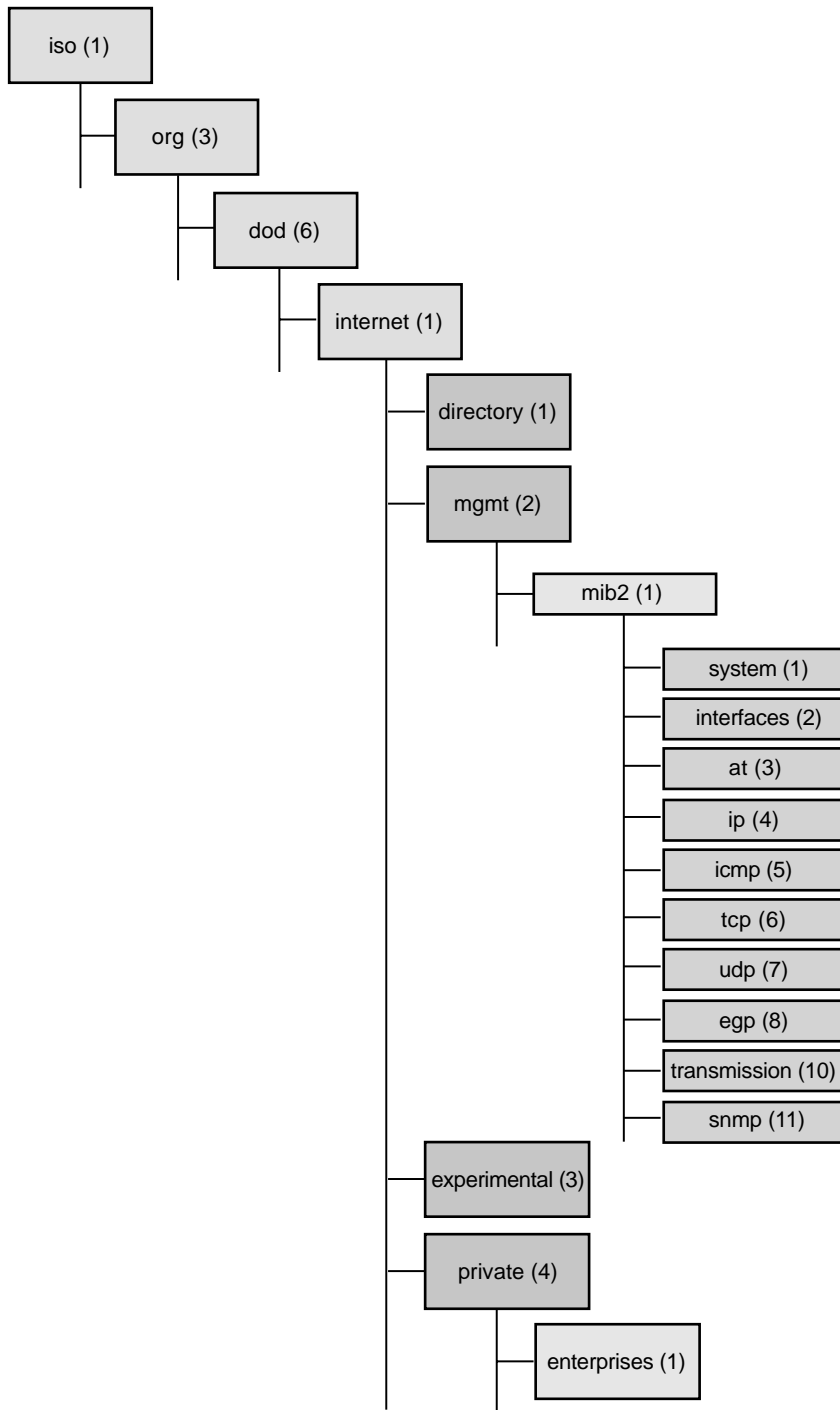 iso (1)
org (3)
dod (6)
internet (1)
directory (1)
mgmt (2)
mib2 (1)
system (1)
interfaces (2)
at (3)
ip (4)
icmp (5)
tcp (6)
udp (7)
egp (8)
transmission (10)
snmp (11)
experimental (3)
private (4)
enterprises (1)